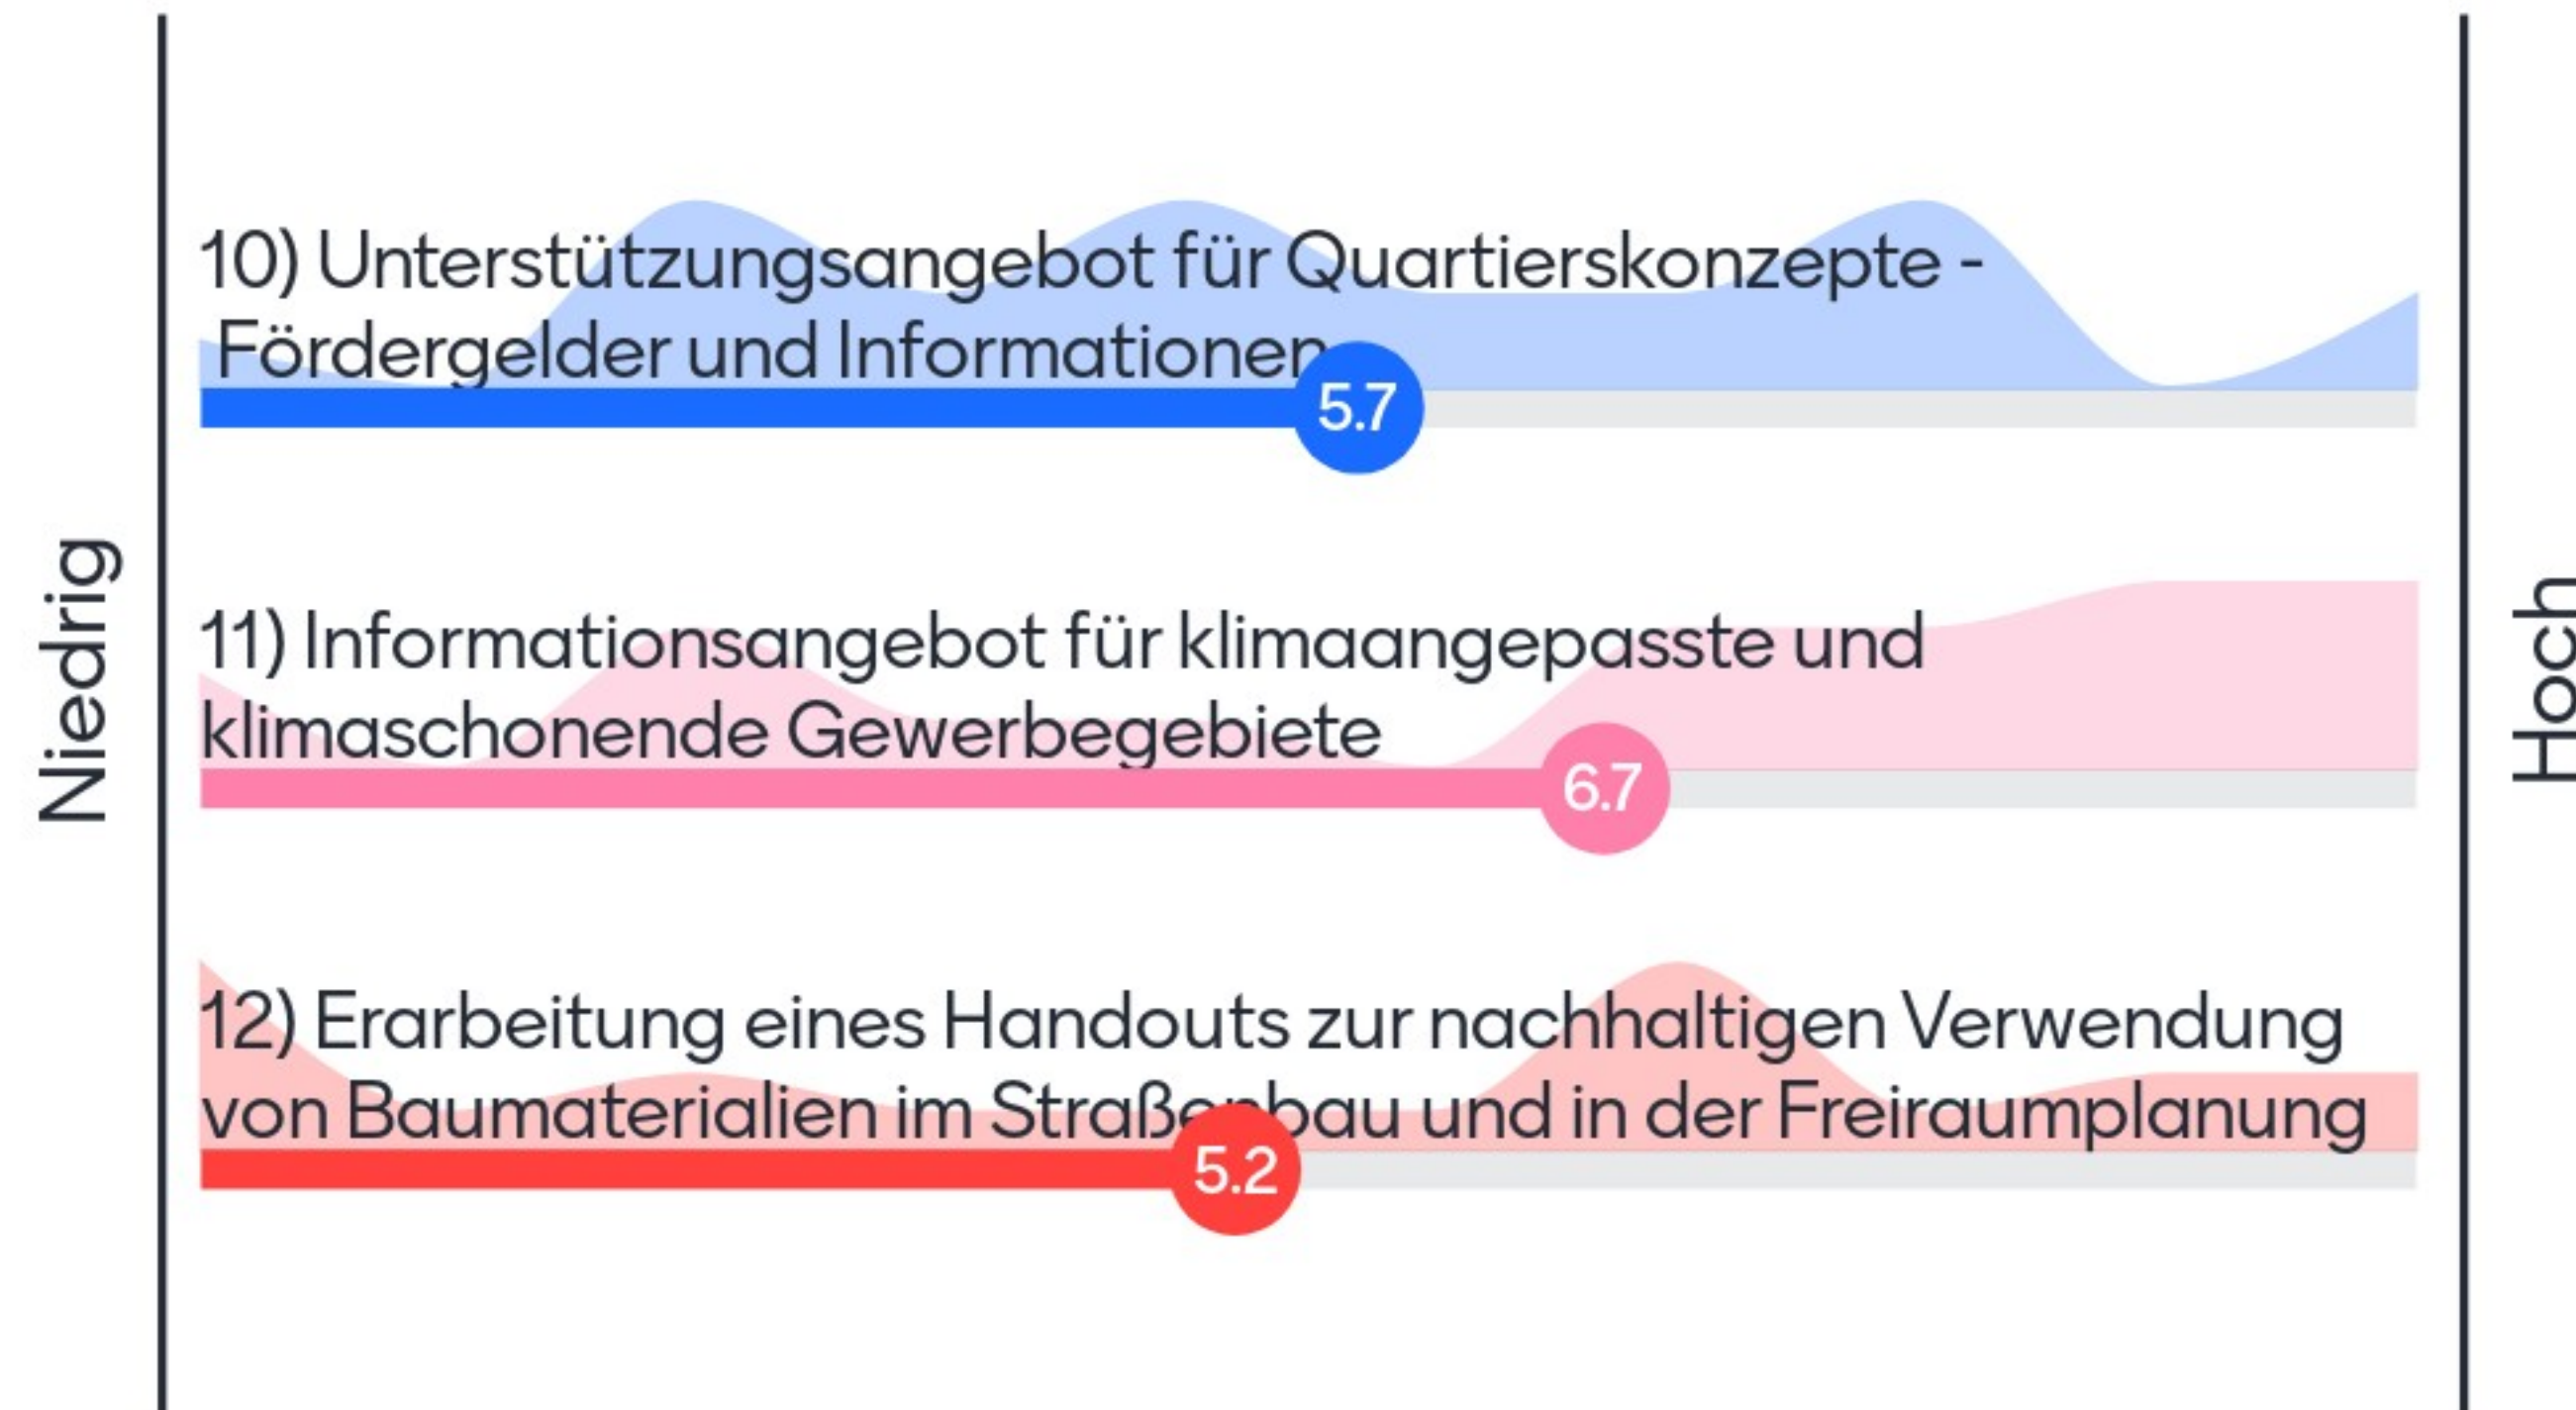 10) Unterstützungsangebot für Quartierskonzepte -
Fördergelder und Informationen
5.7
Niedrig
11) Informationsangebot für klimaangepasste und
klimaschonende Gewerbegebiete
6.7
Hoch
12) Erarbeitung eines Handouts zur nachhaltigen Verwendung
von Baumaterialien im Straßenbau und in der Freiraumplanung
5.2